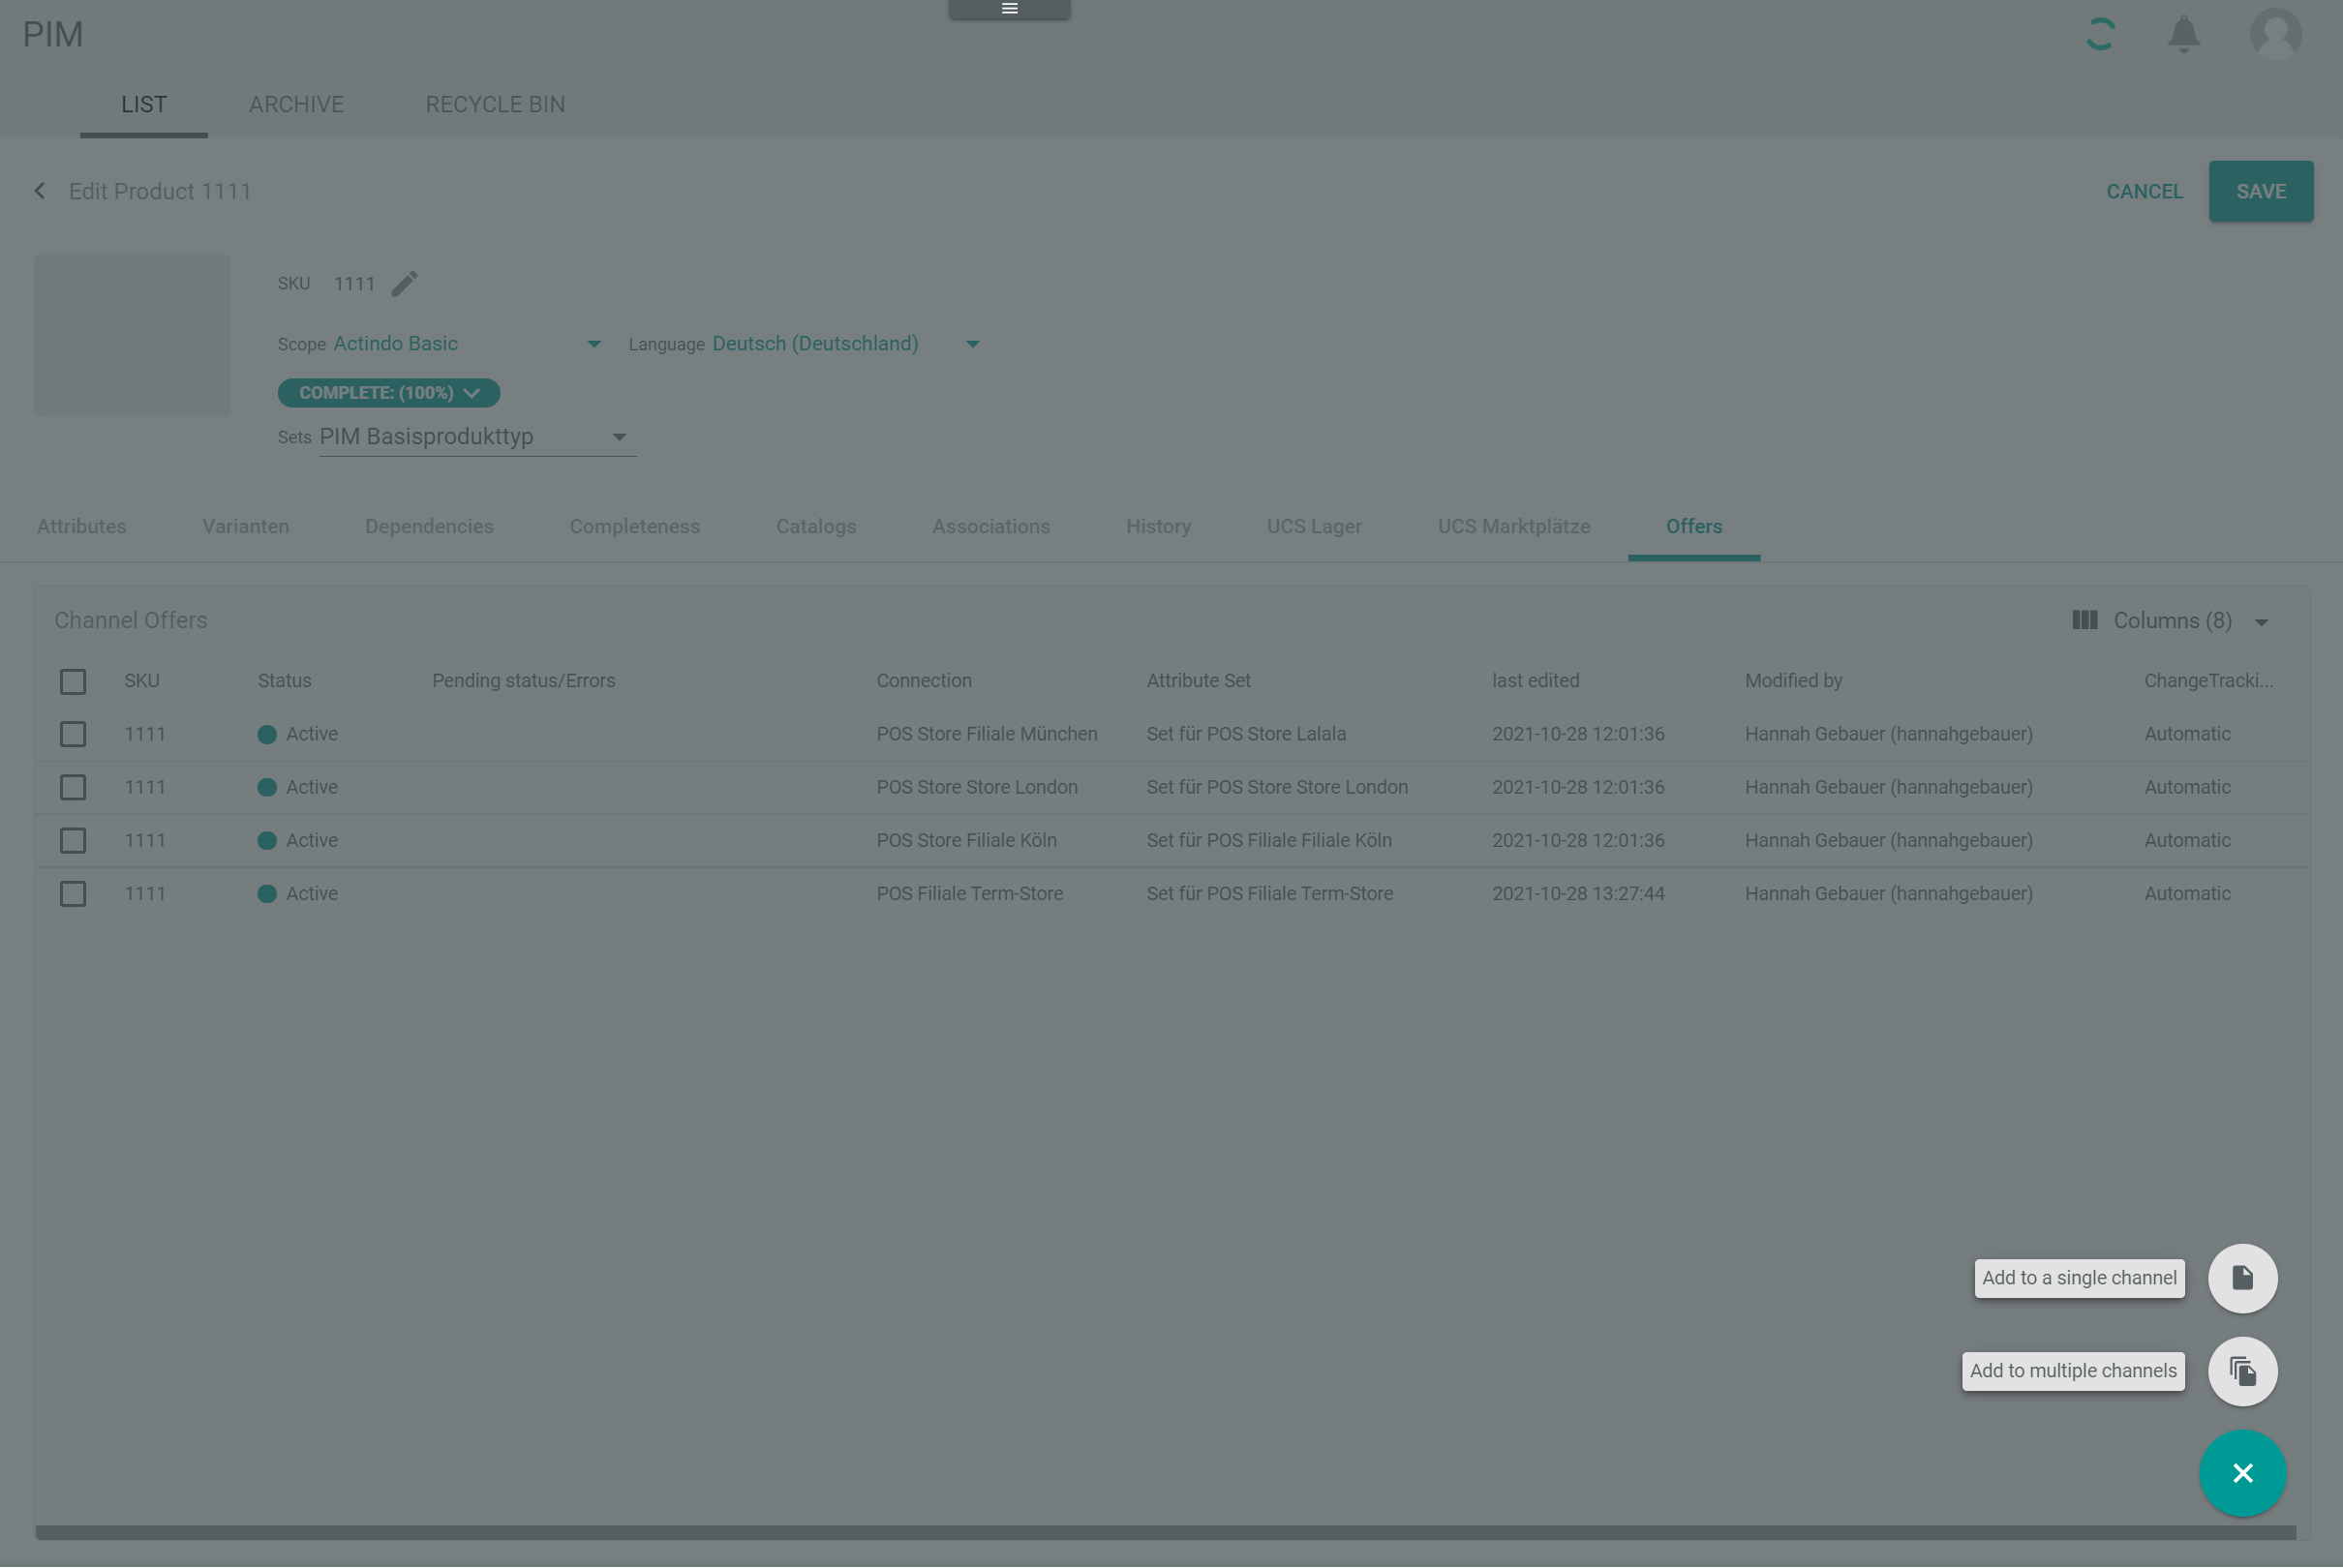 PIM
LIST ARCHIVE RECYCLE BIN
Edit Product 1111 CANCEL SAVE
SKU 1111
Scope Actindo Basic Language Deutsch (Deutschland)
COMPLETE: (100%)
Sets PIM Basisprodukttyp
Attributes Varianten Dependencies Completeness Catalogs Associations History UCS Lager UCS Marktplätze Offers
Channel Offers Columns (8)
SKU Status Pending status/Errors Connection Attribute Set last edited Modified by ChangeTracki...
1111 Active POS Store Filiale München Set für POS Store Lalala 2021-10-28 12:01:36 Hannah Gebauer (hannahgebauer) Automatic
1111 Active POS Store Store London Set für POS Store Store London 2021-10-28 12:01:36 Hannah Gebauer (hannahgebauer) Automatic
1111 Active POS Store Filiale Köln Set für POS Filiale Filiale Köln 2021-10-28 12:01:36 Hannah Gebauer (hannahgebauer) Automatic
1111 Active POS Filiale Term-Store Set für POS Filiale Term-Store 2021-10-28 13:27:44 Hannah Gebauer (hannahgebauer) Automatic
Add to a single channel
Add to multiple channels